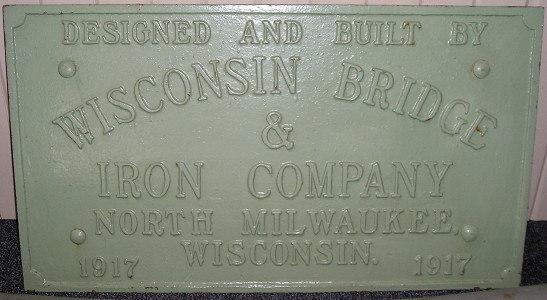 DESIGNED AND BUILT BY
WISCONSIN BRIDGE
&
IRON COMPANY
NORTH MILWAUKEE,
WISCONSIN.
1917 1917